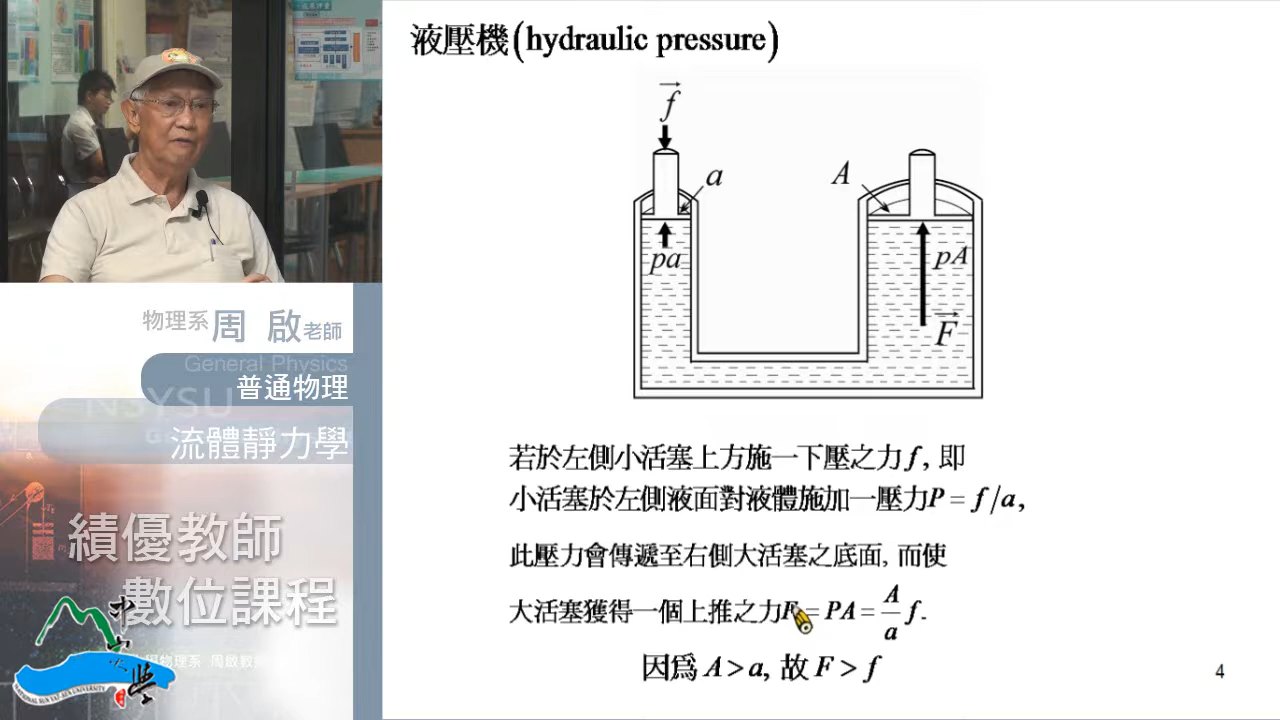 液壓機(hydraulic pressure)
f
a
A
pa
pA
F
若於左側小活塞上方施一下壓之力f, 即
小活塞於左側液面對液體施加一壓力P = f/a,
此壓力會傳遞至右側大活塞之底面, 而使
大活塞獲得一個上推之力F = PA = A/a f.
因為 A > a, 故 F > f
4
物理系 周 啟 老師
General Physics
普通物理
流體靜力學
績優教師
數位課程
NATIONAL SUN YAT-SEN UNIVERSITY